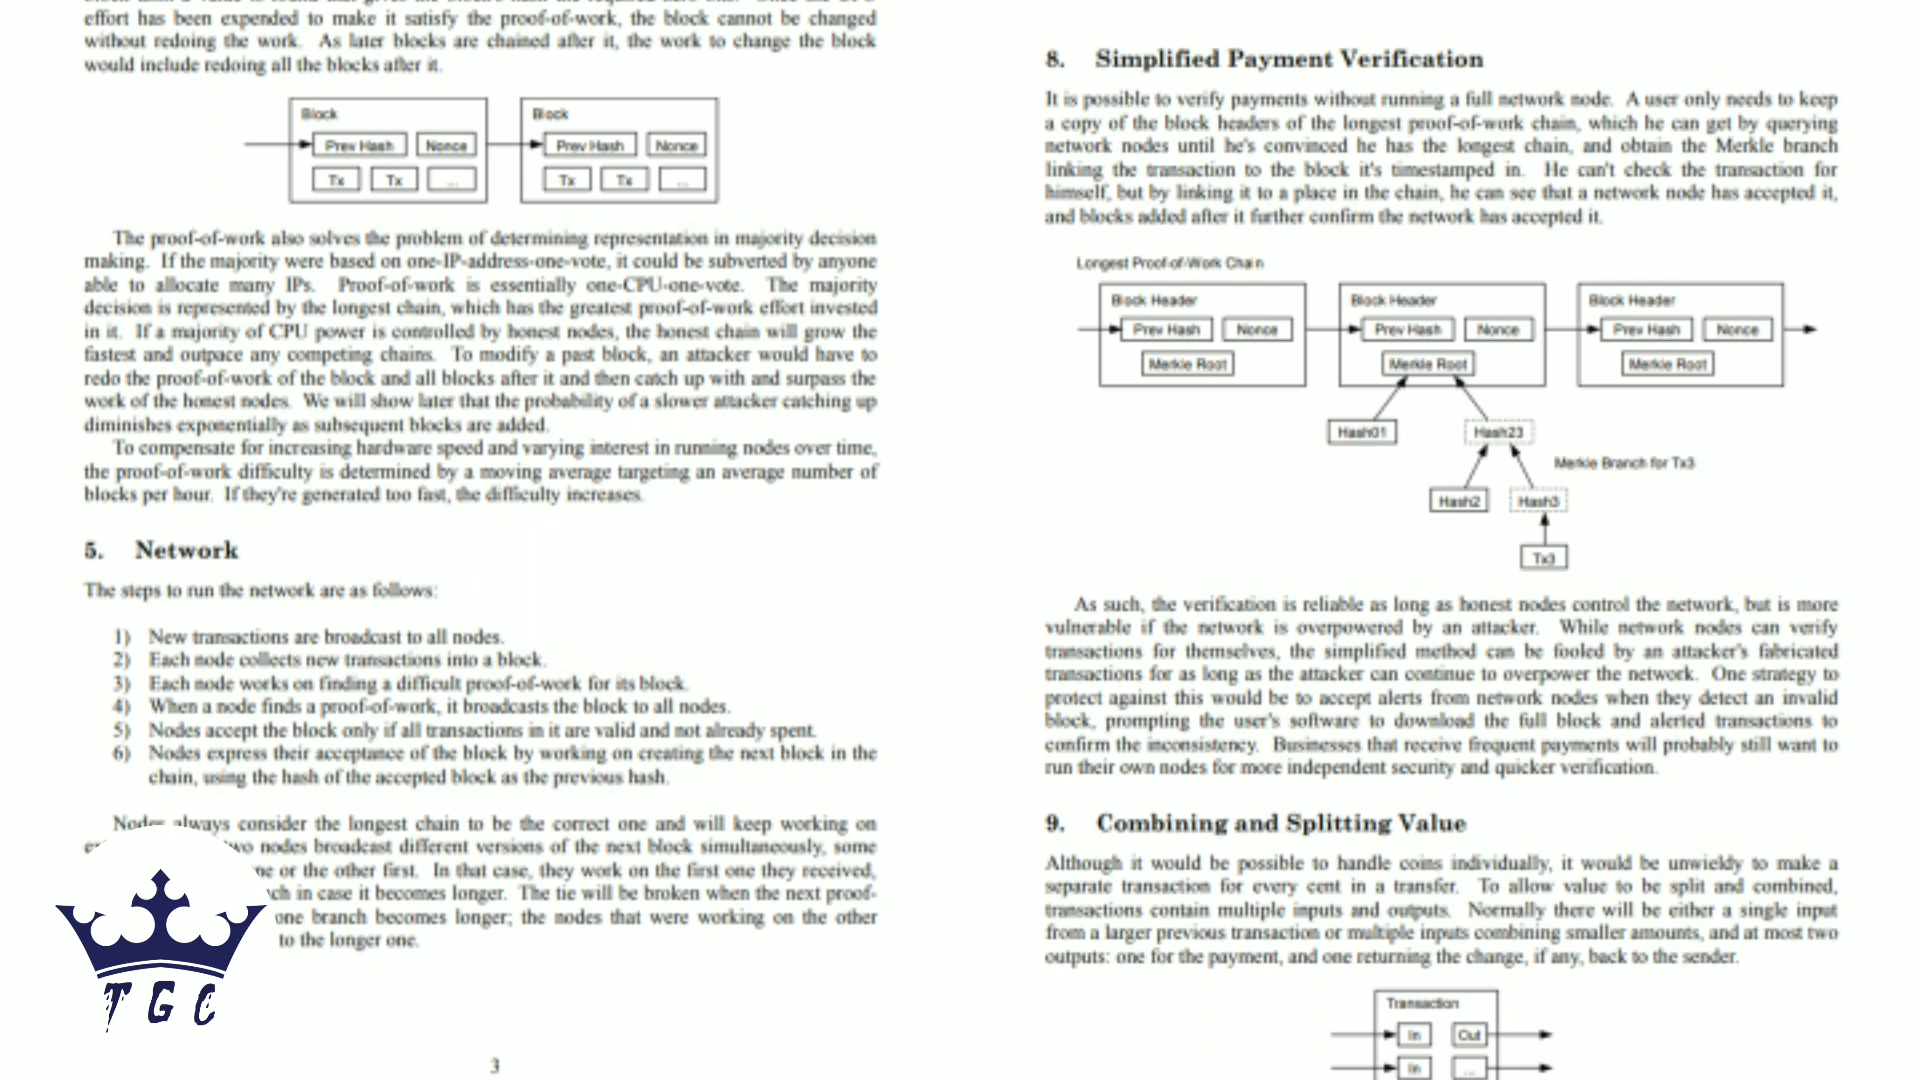 effort has been expended to make it satisfy the proof-of-work, the block cannot be changed
without redoing the work. As later blocks are chained after it, the work to change the block
would include redoing all the blocks after it.
Block
Block
Prev Hash Nonce
Prev Hash Nonce
Tx Tx ...
Tx Tx ...
The proof-of-work also solves the problem of determining representation in majority decision
making. If the majority were based on one-IP-address-one-vote, it could be subverted by anyone
able to allocate many IPs. Proof-of-work is essentially one-CPU-one-vote. The majority
decision is represented by the longest chain, which has the greatest proof-of-work effort invested
in it. If a majority of CPU power is controlled by honest nodes, the honest chain will grow the
fastest and outpace any competing chains. To modify a past block, an attacker would have to
redo the proof-of-work of the block and all blocks after it and then catch up with and surpass the
work of the honest nodes. We will show later that the probability of a slower attacker catching up
diminishes exponentially as subsequent blocks are added.
To compensate for increasing hardware speed and varying interest in running nodes over time,
the proof-of-work difficulty is determined by a moving average targeting an average number of
blocks per hour. If they're generated too fast, the difficulty increases.
5. Network
The steps to run the network are as follows:
1) New transactions are broadcast to all nodes.
2) Each node collects new transactions into a block.
3) Each node works on finding a difficult proof-of-work for its block.
4) When a node finds a proof-of-work, it broadcasts the block to all nodes.
5) Nodes accept the block only if all transactions in it are valid and not already spent.
6) Nodes express their acceptance of the block by working on creating the next block in the
chain, using the hash of the accepted block as the previous hash.
Nodes always consider the longest chain to be the correct one and will keep working on
nodes broadcast different versions of the next block simultaneously, some
or the other first. In that case, they work on the first one they received,
in case it becomes longer. The tie will be broken when the next proof-
one branch becomes longer; the nodes that were working on the other
to the longer one.
TGC
3
8. Simplified Payment Verification
It is possible to verify payments without running a full network node. A user only needs to keep
a copy of the block headers of the longest proof-of-work chain, which he can get by querying
network nodes until he's convinced he has the longest chain, and obtain the Merkle branch
linking the transaction to the block it's timestamped in. He can't check the transaction for
himself, but by linking it to a place in the chain, he can see that a network node has accepted it,
and blocks added after it further confirm the network has accepted it.
Longest Proof-of-Work Chain
Block Header
Block Header
Block Header
Prev Hash Nonce
Prev Hash Nonce
Prev Hash Nonce
Merkle Root
Merkle Root
Merkle Root
Hash01
Hash23
Merkle Branch for Tx3
Hash2
Hash3
Tx3
As such, the verification is reliable as long as honest nodes control the network, but is more
vulnerable if the network is overpowered by an attacker. While network nodes can verify
transactions for themselves, the simplified method can be fooled by an attacker's fabricated
transactions for as long as the attacker can continue to overpower the network. One strategy to
protect against this would be to accept alerts from network nodes when they detect an invalid
block, prompting the user's software to download the full block and alerted transactions to
confirm the inconsistency. Businesses that receive frequent payments will probably still want to
run their own nodes for more independent security and quicker verification.
9. Combining and Splitting Value
Although it would be possible to handle coins individually, it would be unwieldy to make a
separate transaction for every cent in a transfer. To allow value to be split and combined,
transactions contain multiple inputs and outputs. Normally there will be either a single input
from a larger previous transaction or multiple inputs combining smaller amounts, and at most two
outputs: one for the payment, and one returning the change, if any, back to the sender.
Transaction
In Out
In ...